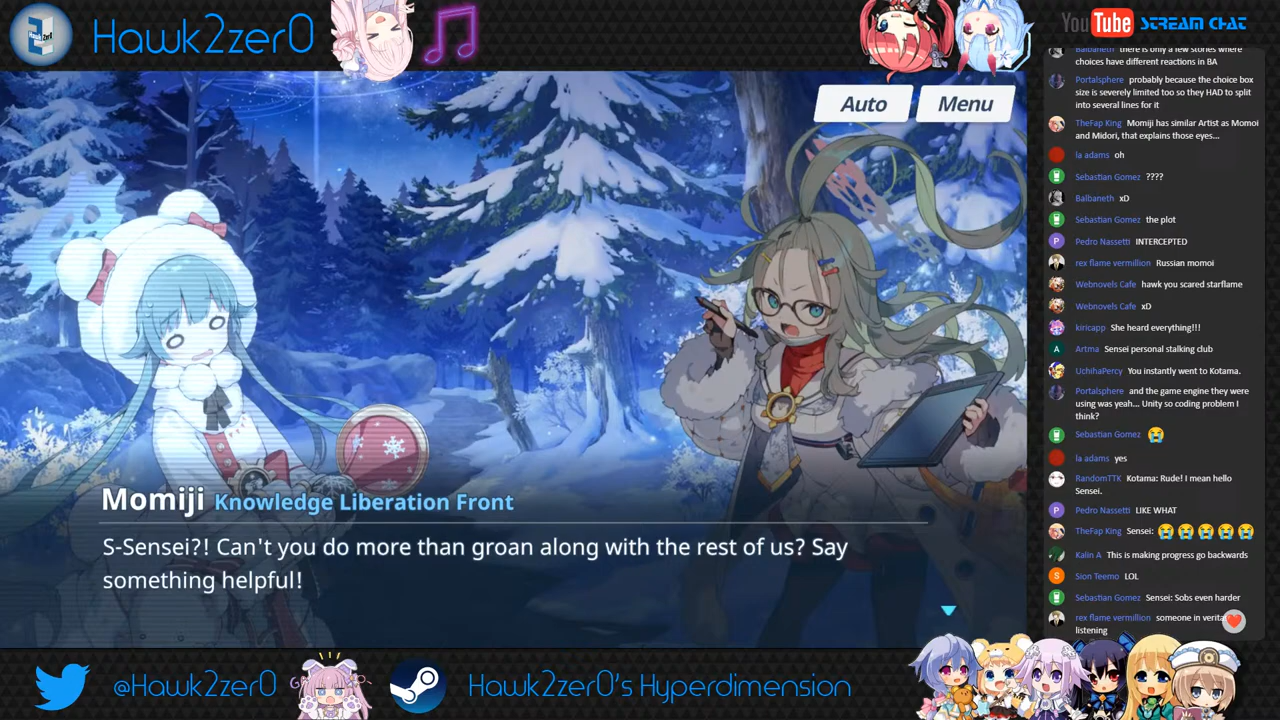 Hawk2zer0
YouTube STREAM CHAT
Auto
Menu
Momiji Knowledge Liberation Front
S-Sensei?! Can't you do more than groan along with the rest of us? Say
something helpful!
Balbaneth there is only a few stories where
choices have different reactions in BA
Portalsphere probably because the choice box
size is severely limited too so they HAD to split
into several lines for it
TheFap King Momiji has similar Artist as Momoi
and Midori, that explains those eyes...
la adams oh
Sebastian Gomez ????
Balbaneth xD
Sebastian Gomez the plot
Pedro Nassetti INTERCEPTED
rex flame vermillion Russian momoi
Webnovels Cafe hawk you scared starflame
Webnovels Cafe xD
kiricapp She heard everything!!!
Artma Sensei personal stalking club
UchihaPercy You instantly went to Kotama.
Portalsphere and the game engine they were
using was yeah... Unity so coding problem I
think?
Sebastian Gomez 😭
la adams yes
RandomTTK Kotama: Rude! I mean hello
Sensei.
Pedro Nassetti LIKE WHAT
TheFap King Sensei: 😭😭😭😭😭
Kalin A This is making progress go backwards
Sion Teemo LOL
Sebastian Gomez Sensei: Sobs even harder
rex flame vermillion someone in verita
listening
@Hawk2zer0
Hawk2zer0's Hyperdimension